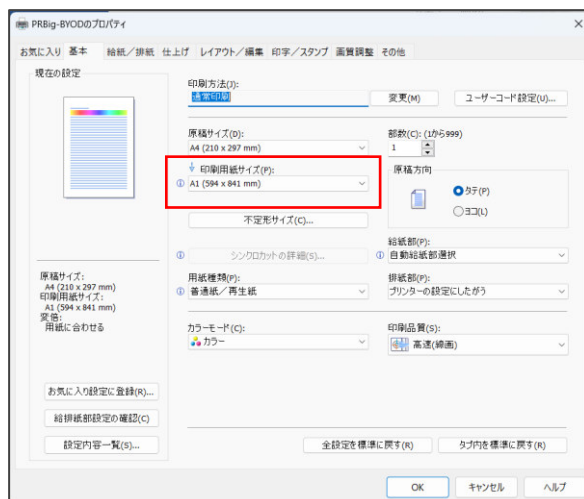 PRBig-BYODのプロパティ
お気に入り 基本 給紙／排紙 仕上げ レイアウト／編集 印字／スタンプ 画質調整 その他
現在の設定
原稿サイズ:
A4 (210 x 297 mm)
印刷用紙サイズ:
A1 (594 x 841 mm)
変倍:
用紙に合わせる
お気に入り設定に登録(R)...
給排紙部設定の確認(C)
設定内容一覧(S)...
印刷方法(J):
通常印刷
変更(M)
ユーザーコード設定(U)...
原稿サイズ(D):
A4 (210 x 297 mm)
部数(C): (1から999)
1
印刷用紙サイズ(P):
A1 (594 x 841 mm)
原稿方向
タテ(P)
ヨコ(L)
不定形サイズ(C)...
給紙部(P):
自動給紙部選択
シンクロカットの詳細(S)...
用紙種類(P):
普通紙／再生紙
排紙部(P):
プリンターの設定にしたがう
カラーモード(C):
カラー
印刷品質(S):
高速(線画)
全設定を標準に戻す(R)
タブ内を標準に戻す(R)
OK
キャンセル
ヘルプ